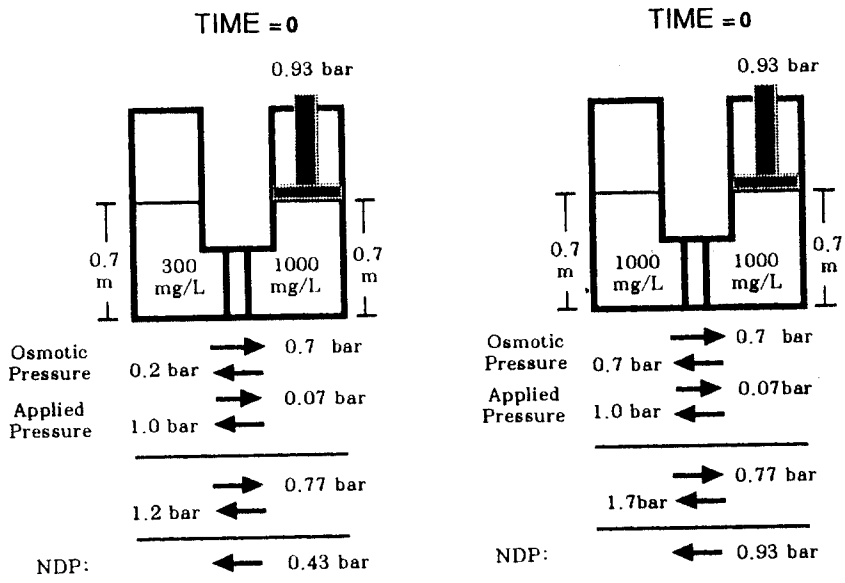 TIME = 0
0.93 bar
0.7
m
300
mg/L
1000
mg/L
0.7
m
Osmotic
Pressure
0.7 bar
0.2 bar
Applied
Pressure
0.07 bar
1.0 bar
0.77 bar
1.2 bar
NDP:
0.43 bar
TIME = 0
0.93 bar
0.7
m
1000
mg/L
1000
mg/L
0.7
m
Osmotic
Pressure
0.7 bar
0.7 bar
Applied
Pressure
0.07bar
1.0 bar
0.77 bar
1.7bar
NDP:
0.93 bar